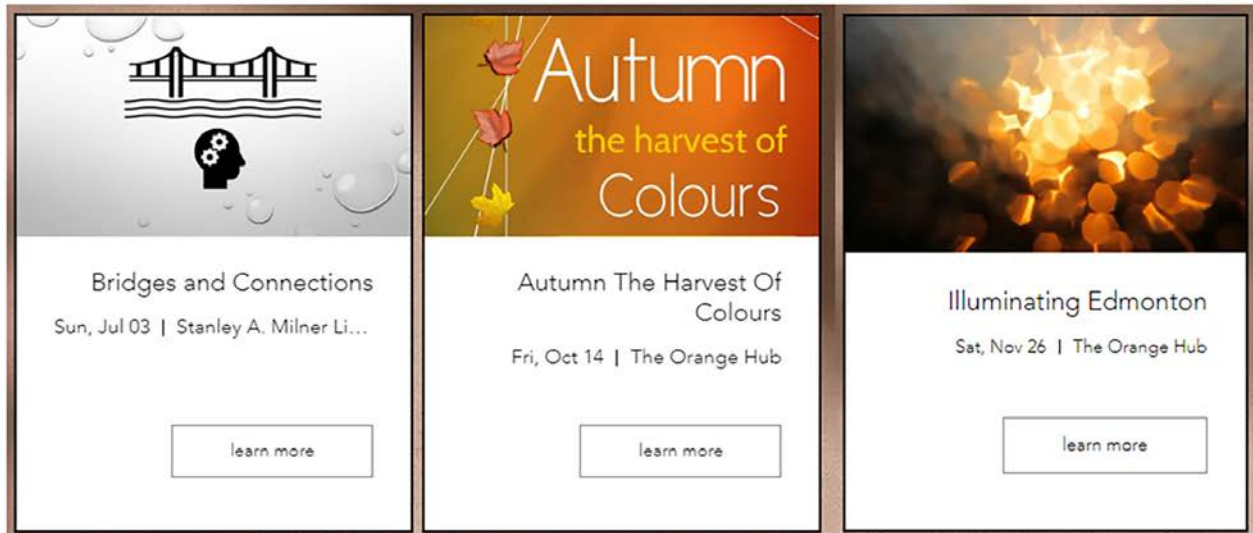 Bridges and Connections
Sun, Jul 03 | Stanley A. Milner Li...
learn more
Autumn
the harvest of
Colours
Autumn The Harvest Of
Colours
Fri, Oct 14 | The Orange Hub
learn more
Illuminating Edmonton
Sat, Nov 26 | The Orange Hub
learn more